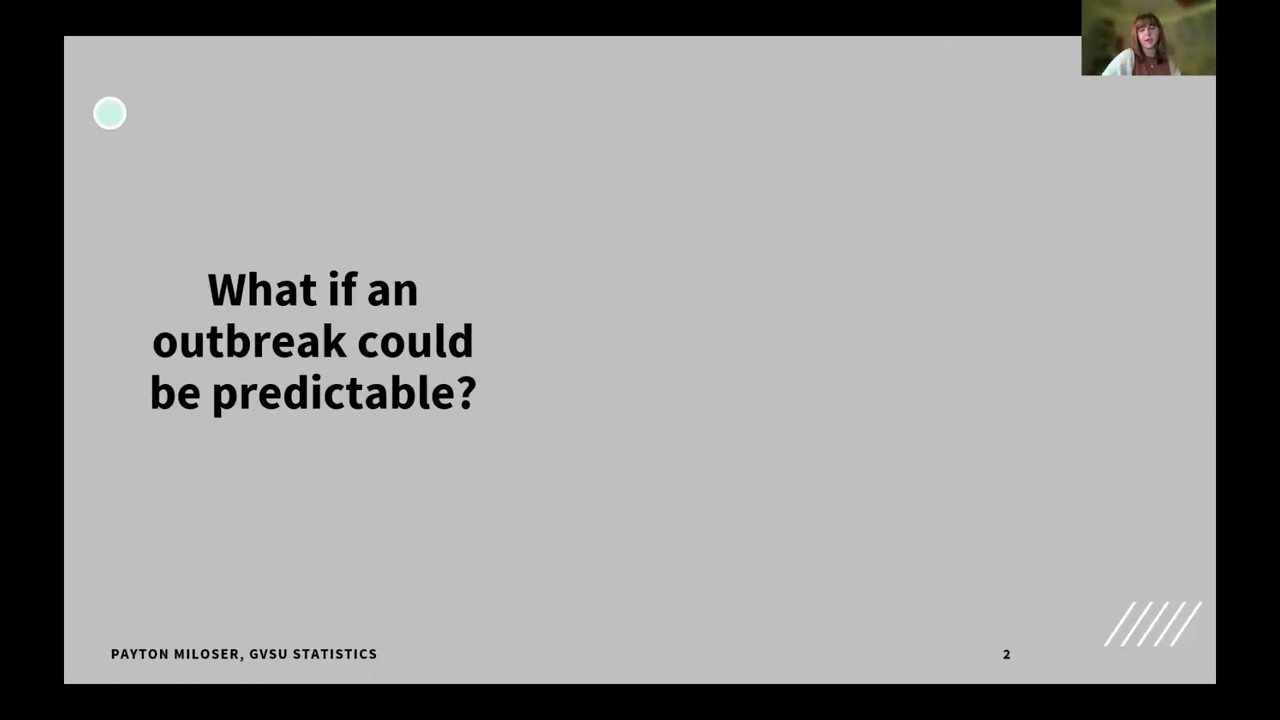 What if an
outbreak could
be predictable?
PAYTON MILOSER, GVSU STATISTICS
2